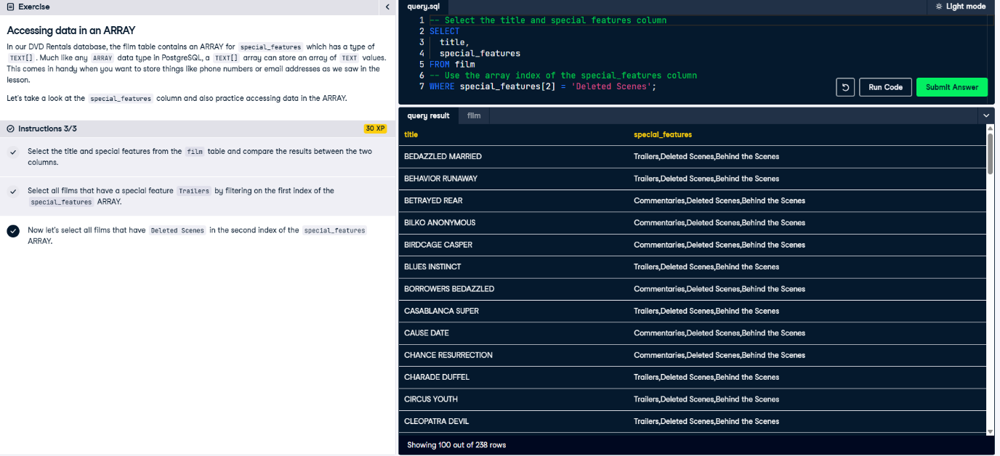 Exercise
Accessing data in an ARRAY
In our DVD Rentals database, the film table contains an ARRAY for special_features which has a type of
TEXT[] . Much like any ARRAY data type in PostgreSQL, a TEXT[] array can store an array of TEXT values.
This comes in handy when you want to store things like phone numbers or email addresses as we saw in the
lesson.
Let's take a look at the special_features column and also practice accessing data in the ARRAY.
Instructions 3/3
30 XP
Select the title and special features from the film table and compare the results between the two
columns.
Select all films that have a special feature Trailers by filtering on the first index of the
special_features ARRAY.
Now let's select all films that have Deleted Scenes in the second index of the special_features
ARRAY.
query.sql
Light mode
1 -- Select the title and special features column
2 SELECT
3 title,
4 special_features
5 FROM film
6 -- Use the array index of the special_features column
7 WHERE special_features[2] = 'Deleted Scenes';
Run Code
Submit Answer
query result
film
title special_features
BEDAZZLED MARRIED Trailers,Deleted Scenes,Behind the Scenes
BEHAVIOR RUNAWAY Trailers,Deleted Scenes,Behind the Scenes
BETRAYED REAR Commentaries,Deleted Scenes,Behind the Scenes
BILKO ANONYMOUS Commentaries,Deleted Scenes,Behind the Scenes
BIRDCAGE CASPER Commentaries,Deleted Scenes,Behind the Scenes
BLUES INSTINCT Trailers,Deleted Scenes,Behind the Scenes
BORROWERS BEDAZZLED Commentaries,Deleted Scenes,Behind the Scenes
CASABLANCA SUPER Trailers,Deleted Scenes,Behind the Scenes
CAUSE DATE Commentaries,Deleted Scenes,Behind the Scenes
CHANCE RESURRECTION Commentaries,Deleted Scenes,Behind the Scenes
CHARADE DUFFEL Trailers,Deleted Scenes,Behind the Scenes
CIRCUS YOUTH Trailers,Deleted Scenes,Behind the Scenes
CLEOPATRA DEVIL Trailers,Deleted Scenes,Behind the Scenes
Showing 100 out of 238 rows